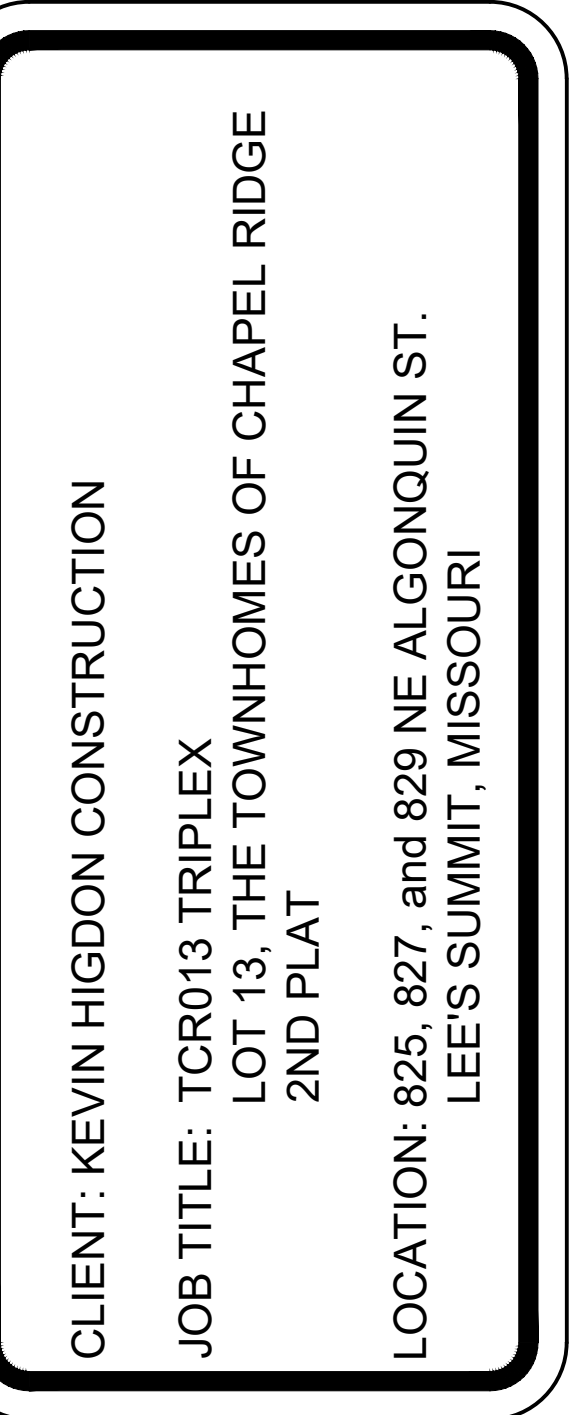 CLIENT: KEVIN HIGDON CONSTRUCTION
JOB TITLE: TCR013 TRIPLEX
LOT 13, THE TOWNHOMES OF CHAPEL RIDGE
2ND PLAT
LOCATION: 825, 827, and 829 NE ALGONQUIN ST.
LEE'S SUMMIT, MISSOURI